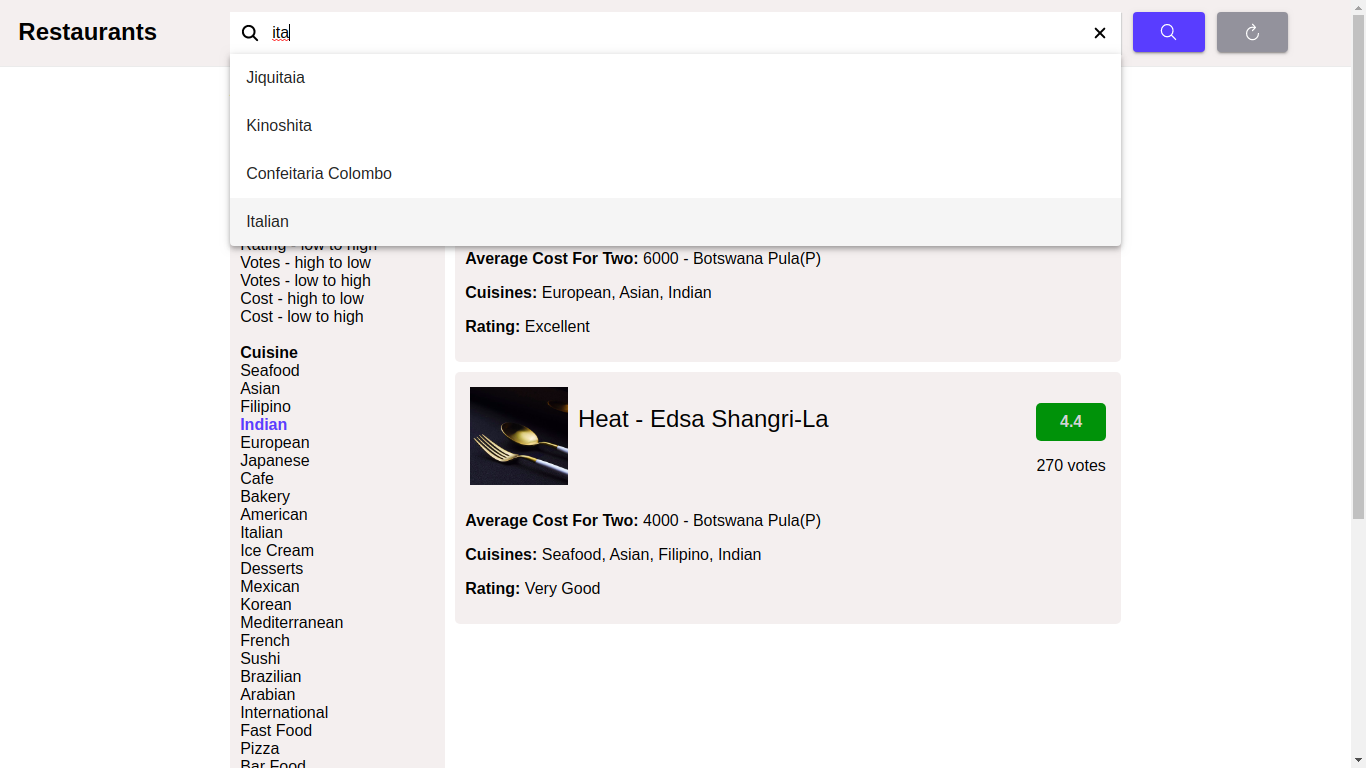 Restaurants
ita
Jiquitaia
Kinoshita
Confeitaria Colombo
Italian
Rating - low to high
Votes - high to low
Votes - low to high
Cost - high to low
Cost - low to high
Cuisine
Seafood
Asian
Filipino
Indian
European
Japanese
Cafe
Bakery
American
Italian
Ice Cream
Desserts
Mexican
Korean
Mediterranean
French
Sushi
Brazilian
Arabian
International
Fast Food
Pizza
Bar Food
Average Cost For Two: 6000 - Botswana Pula(P)
Cuisines: European, Asian, Indian
Rating: Excellent
Heat - Edsa Shangri-La
4.4
270 votes
Average Cost For Two: 4000 - Botswana Pula(P)
Cuisines: Seafood, Asian, Filipino, Indian
Rating: Very Good